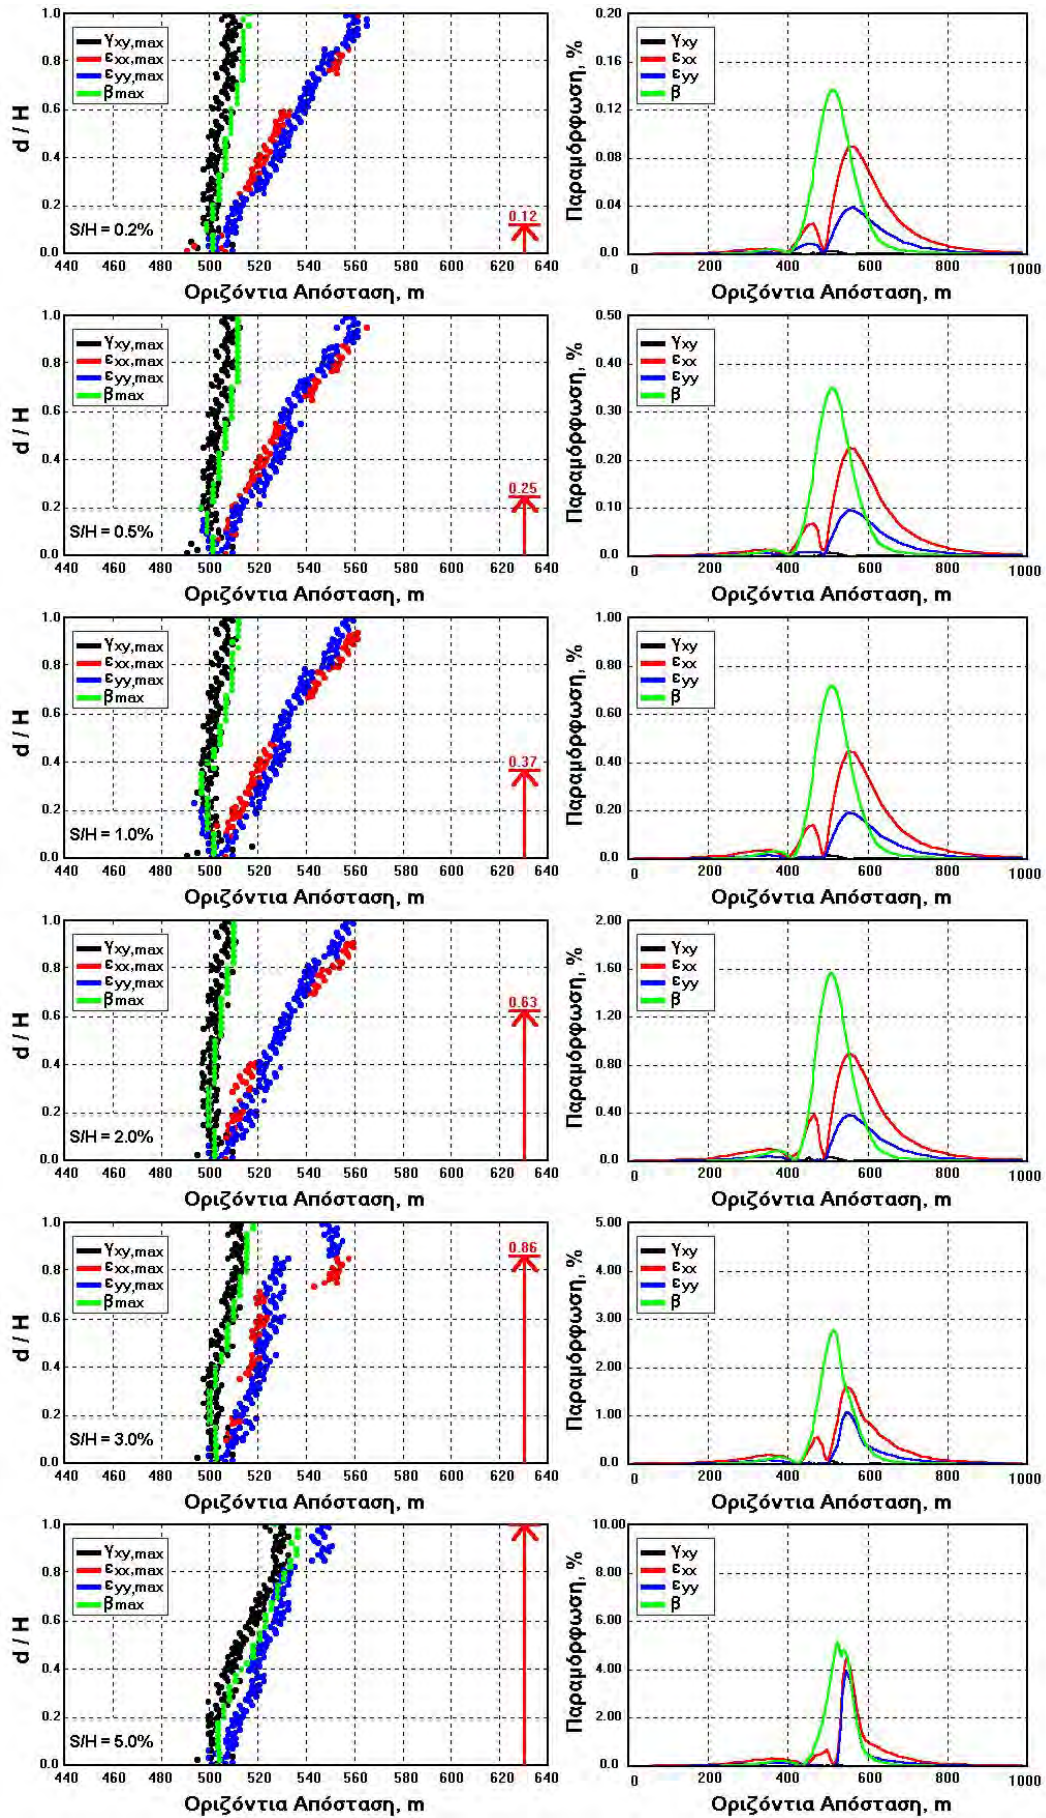 1.0
0.8
0.6
0.4
0.2
0.0
d / H
γxy,max
εxx,max
εyy,max
βmax
S/H = 0.2%
0.12
440 460 480 500 520 540 560 580 600 620 640
Οριζόντια Απόσταση, m
0.20
0.16
0.12
0.08
0.04
0.00
Παραμόρφωση, %
γxy
εxx
εyy
β
0 200 400 600 800 1000
Οριζόντια Απόσταση, m
1.0
0.8
0.6
0.4
0.2
0.0
d / H
γxy,max
εxx,max
εyy,max
βmax
S/H = 0.5%
0.25
440 460 480 500 520 540 560 580 600 620 640
Οριζόντια Απόσταση, m
0.50
0.40
0.30
0.20
0.10
0.00
Παραμόρφωση, %
γxy
εxx
εyy
β
0 200 400 600 800 1000
Οριζόντια Απόσταση, m
1.0
0.8
0.6
0.4
0.2
0.0
d / H
γxy,max
εxx,max
εyy,max
βmax
S/H = 1.0%
0.37
440 460 480 500 520 540 560 580 600 620 640
Οριζόντια Απόσταση, m
1.00
0.80
0.60
0.40
0.20
0.00
Παραμόρφωση, %
γxy
εxx
εyy
β
0 200 400 600 800 1000
Οριζόντια Απόσταση, m
1.0
0.8
0.6
0.4
0.2
0.0
d / H
γxy,max
εxx,max
εyy,max
βmax
S/H = 2.0%
0.63
440 460 480 500 520 540 560 580 600 620 640
Οριζόντια Απόσταση, m
2.00
1.60
1.20
0.80
0.40
0.00
Παραμόρφωση, %
γxy
εxx
εyy
β
0 200 400 600 800 1000
Οριζόντια Απόσταση, m
1.0
0.8
0.6
0.4
0.2
0.0
d / H
γxy,max
εxx,max
εyy,max
βmax
S/H = 3.0%
0.86
440 460 480 500 520 540 560 580 600 620 640
Οριζόντια Απόσταση, m
5.00
4.00
3.00
2.00
1.00
0.00
Παραμόρφωση, %
γxy
εxx
εyy
β
0 200 400 600 800 1000
Οριζόντια Απόσταση, m
1.0
0.8
0.6
0.4
0.2
0.0
d / H
γxy,max
εxx,max
εyy,max
βmax
S/H = 5.0%
440 460 480 500 520 540 560 580 600 620 640
Οριζόντια Απόσταση, m
10.00
8.00
6.00
4.00
2.00
0.00
Παραμόρφωση, %
γxy
εxx
εyy
β
0 200 400 600 800 1000
Οριζόντια Απόσταση, m